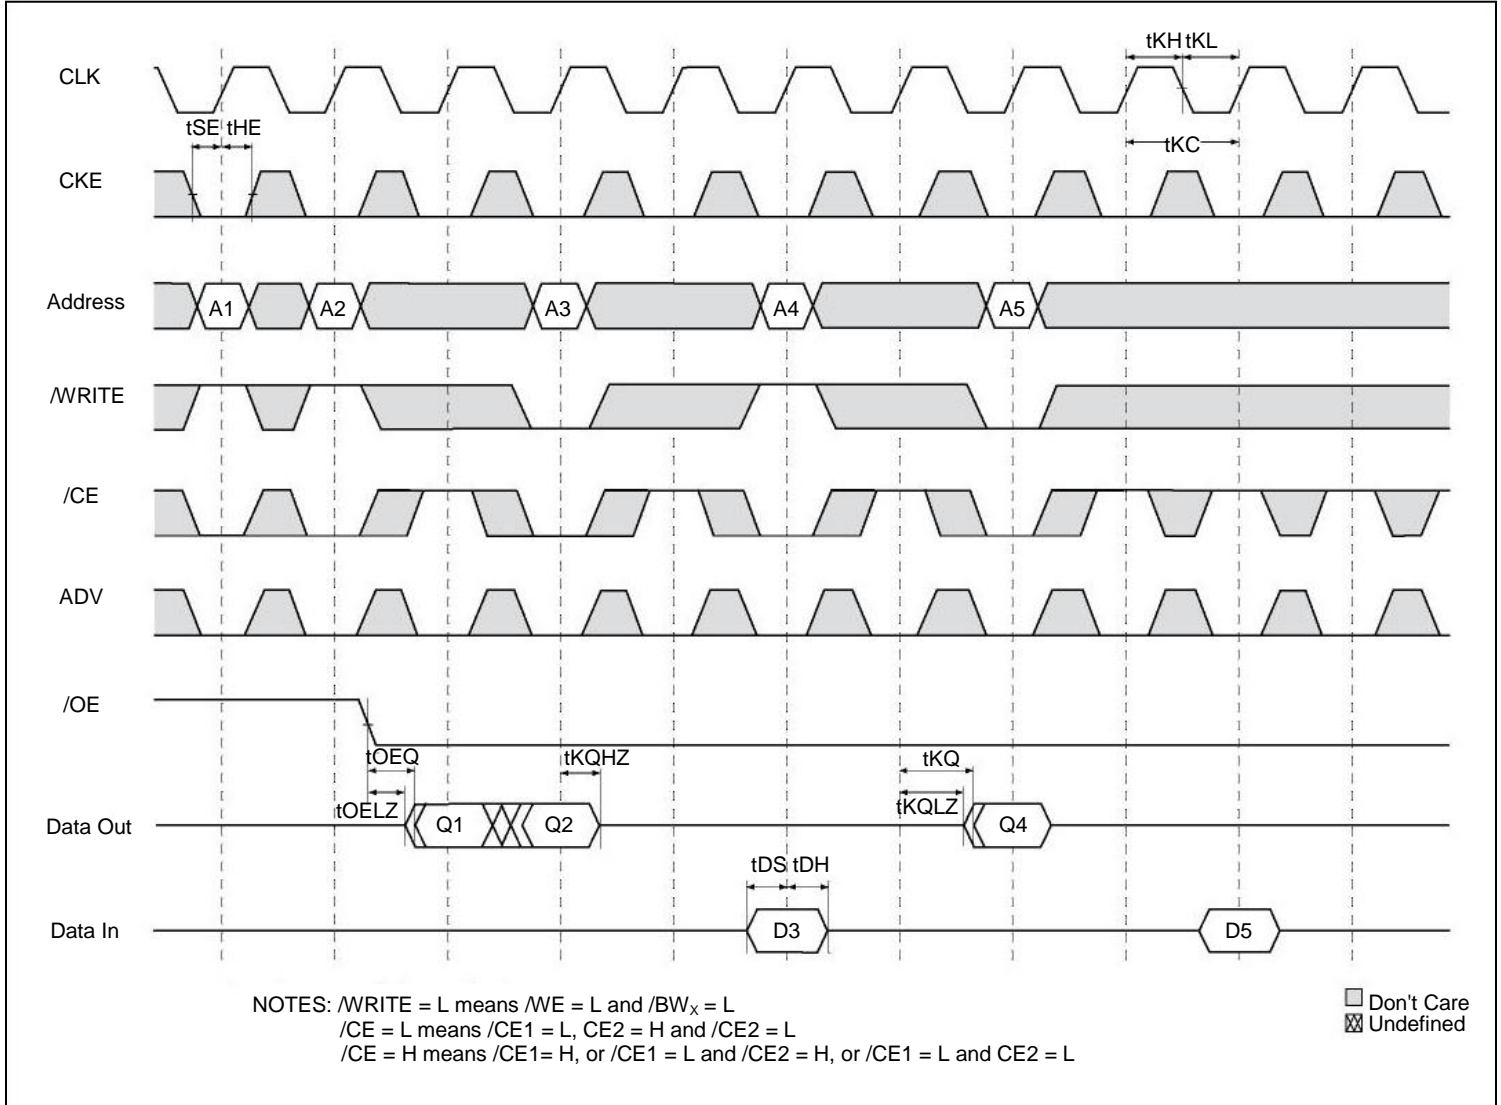 tKH tKL
CLK
tSE tHE
tKC
CKE
Address
A1 A2 A3 A4 A5
/WRITE
/CE
ADV
/OE
tOEQ tKQHZ tKQ
tOELZ tKQLZ
Data Out Q1 Q2 Q4
tDS tDH
Data In D3 D5
NOTES: /WRITE = L means /WE = L and /BWX = L
/CE = L means /CE1 = L, CE2 = H and /CE2 = L
/CE = H means /CE1= H, or /CE1 = L and /CE2 = H, or /CE1 = L and CE2 = L
Don't Care
Undefined